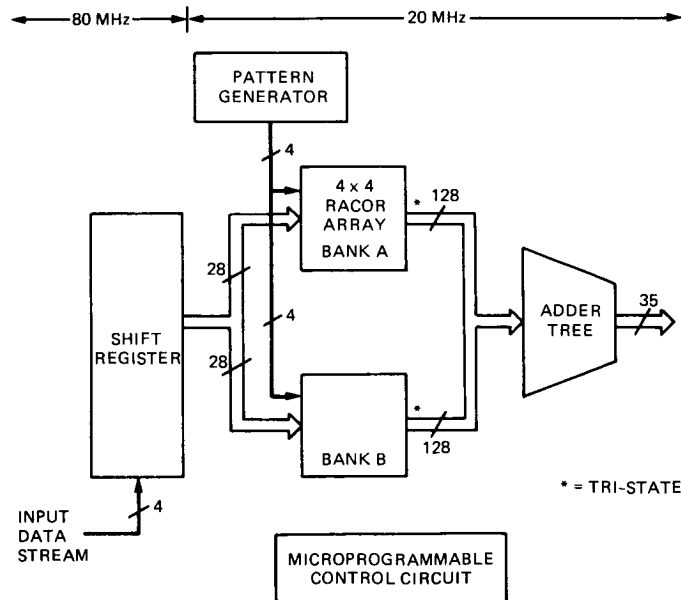 80 MHz
20 MHz
PATTERN
GENERATOR
4
4 x 4
RACOR
ARRAY
BANK A
*
128
28
4
28
SHIFT
REGISTER
ADDER
TREE
35
*
128
BANK B
* = TRI-STATE
4
INPUT
DATA
STREAM
MICROPROGRAMMABLE
CONTROL CIRCUIT